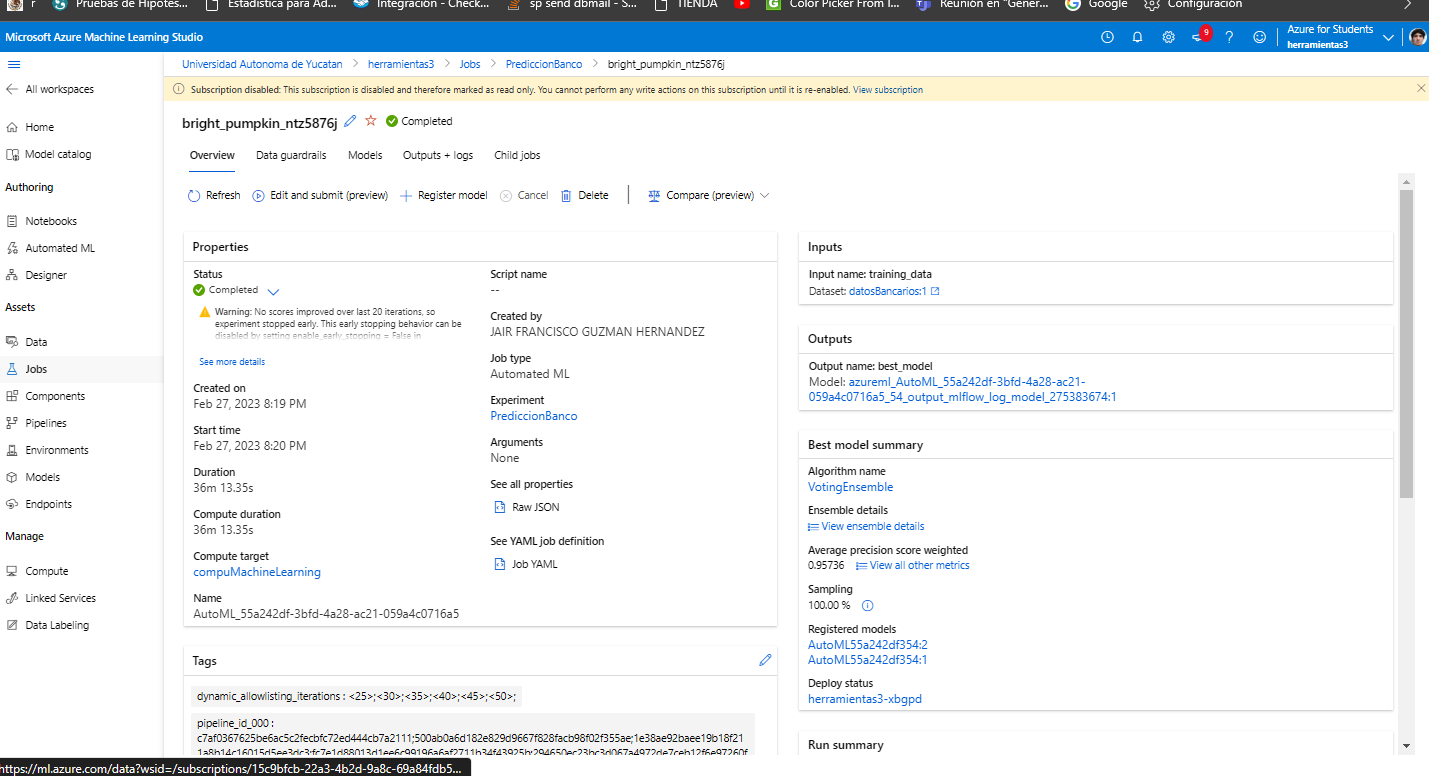 r
Pruebas de Hipótes...
Estadística para Ad...
Integración - Check...
sp send dbmail - S...
TIENDA
Color Picker From I...
Reunión en "Gener...
Google
Configuración
Microsoft Azure Machine Learning Studio
9
Azure for Students
herramientas3
All workspaces
Home
Model catalog
Authoring
Notebooks
Automated ML
Designer
Assets
Data
Jobs
Components
Pipelines
Environments
Models
Endpoints
Manage
Compute
Linked Services
Data Labeling
Universidad Autonoma de Yucatan > herramientas3 > Jobs > PrediccionBanco > bright_pumpkin_ntz5876j
Subscription disabled: This subscription is disabled and therefore marked as read only. You cannot perform any write actions on this subscription until it is re-enabled. View subscription
bright_pumpkin_ntz5876j Completed
Overview Data guardrails Models Outputs + logs Child jobs
Refresh Edit and submit (preview) Register model Cancel Delete Compare (preview)
Properties
Status
Completed
Warning: No scores improved over last 20 iterations, so
experiment stopped early. This early stopping behavior can be
disabled by setting enable_early_stopping = False in
See more details
Created on
Feb 27, 2023 8:19 PM
Start time
Feb 27, 2023 8:20 PM
Duration
36m 13.35s
Compute duration
36m 13.35s
Compute target
compuMachineLearning
Name
AutoML_55a242df-3bfd-4a28-ac21-059a4c0716a5
Script name
--
Created by
JAIR FRANCISCO GUZMAN HERNANDEZ
Job type
Automated ML
Experiment
PrediccionBanco
Arguments
None
See all properties
Raw JSON
See YAML job definition
Job YAML
Tags
dynamic_allowlisting_iterations : <25>;<30>;<35>;<40>;<45>;<50>;
pipeline_id_000 :
c7af0367625be6ac5c2fecbfc72ed444cb7a2111;500ab0a6d182e829d9667f828facb98f02f355ae;1e38ae92baee19b18f21
1a8b14c16015d5ee3dc3;fc7e1d88013d1ee6c99196a6af2711b34f43925b;294650ec23bc3d067a4972de7ceb12f6e97260f
Inputs
Input name: training_data
Dataset: datosBancarios:1
Outputs
Output name: best_model
Model: azureml_AutoML_55a242df-3bfd-4a28-ac21-
059a4c0716a5_54_output_mlflow_log_model_275383674:1
Best model summary
Algorithm name
VotingEnsemble
Ensemble details
View ensemble details
Average precision score weighted
0.95736 View all other metrics
Sampling
100.00 %
Registered models
AutoML55a242df354:2
AutoML55a242df354:1
Deploy status
herramientas3-xbgpd
Run summary
https://ml.azure.com/data?wsid=/subscriptions/15c9bfcb-22a3-4b2d-9a8c-69a84fdb5...